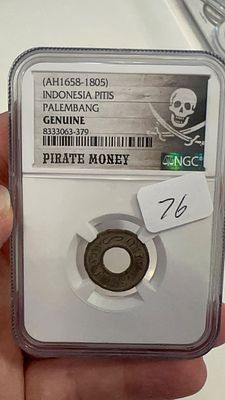 (AH1658-1805)
INDONESIA PITIS
PALEMBANG
GENUINE
8333063-379
PIRATE MONEY
NGC
76